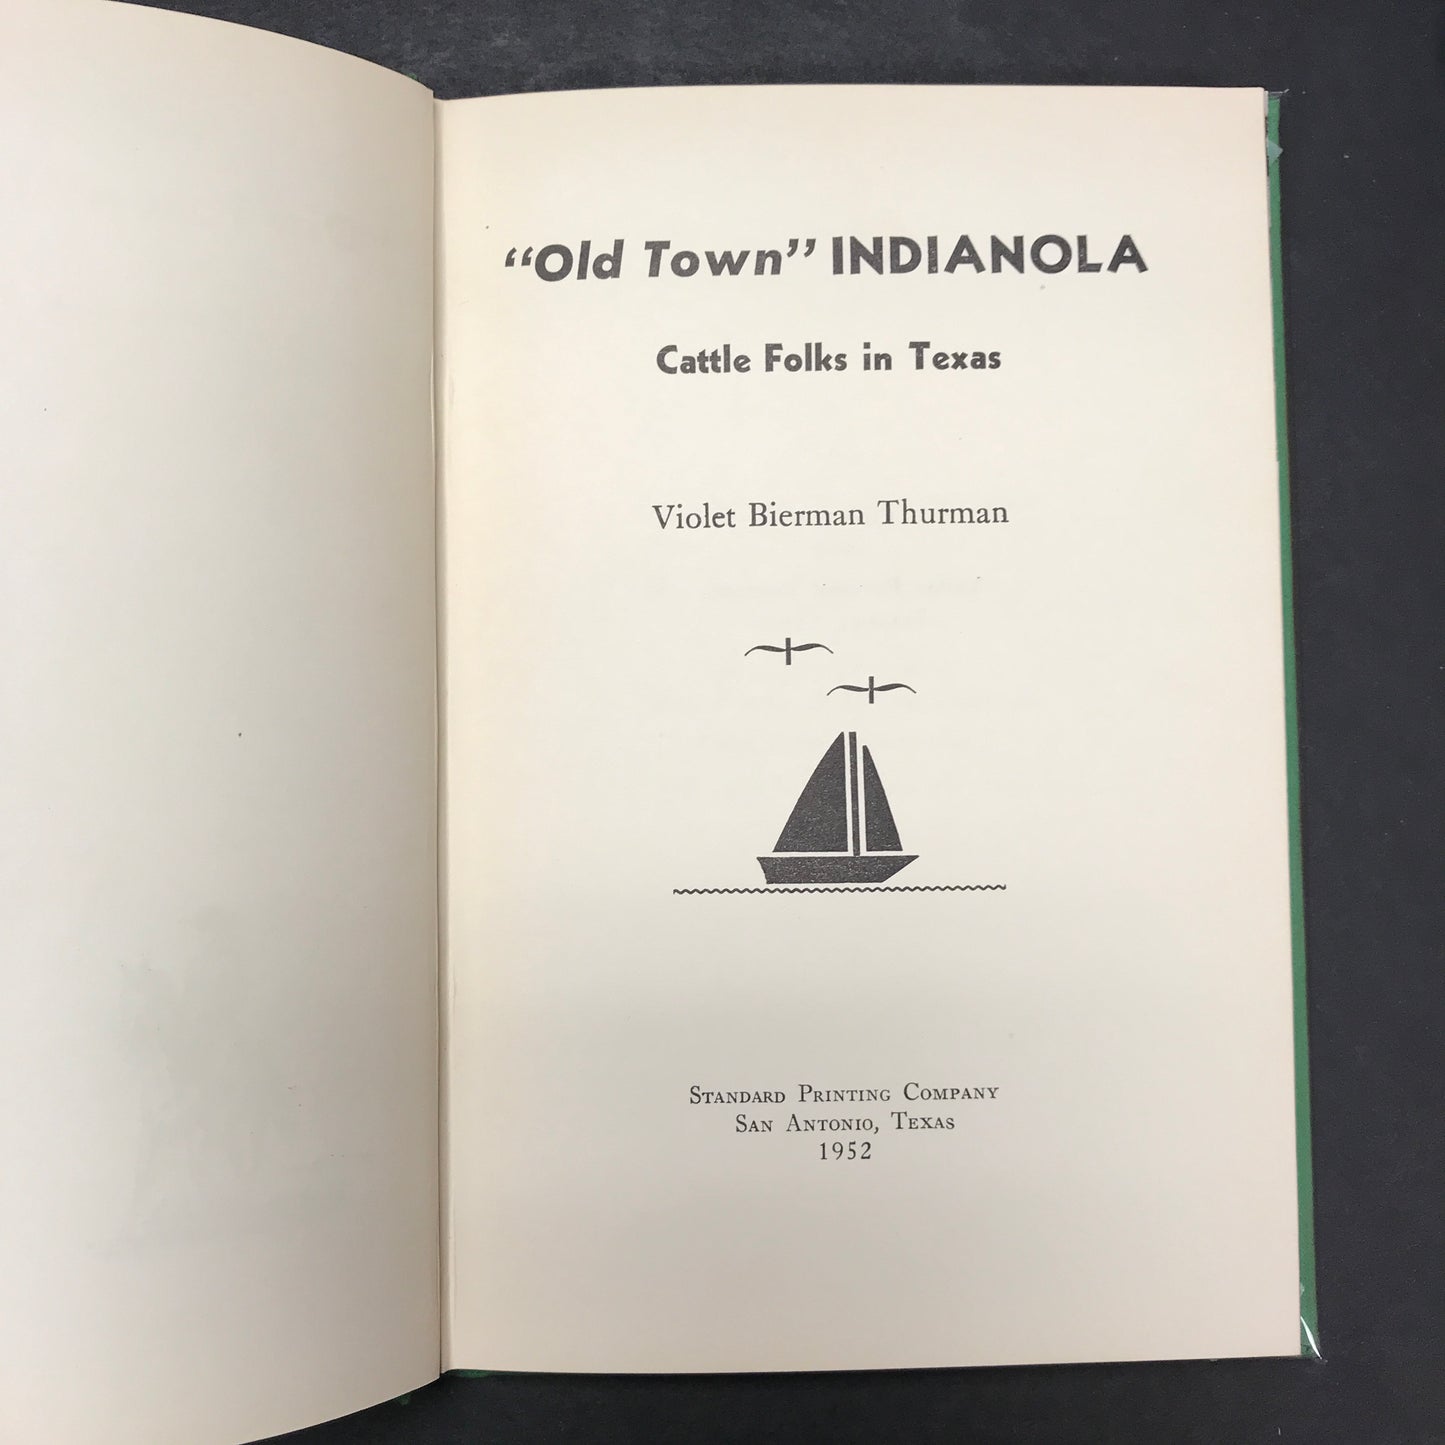 “Old Town” INDIANOLA
Cattle Folks in Texas
Violet Bierman Thurman
Standard Printing Company
San Antonio, Texas
1952